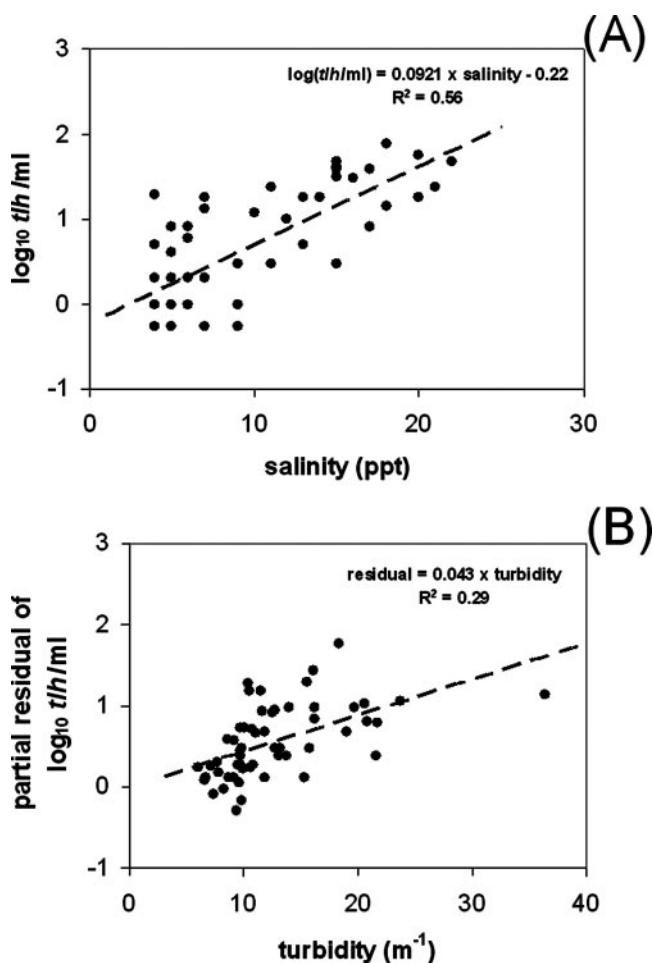 (A)
3
log(tlh/ml) = 0.0921 x salinity - 0.22
R² = 0.56
2
log₁₀ tlh /ml
1
0
-1
0 10 20 30
salinity (ppt)
(B)
3
residual = 0.043 x turbidity
R² = 0.29
2
partial residual of
log₁₀ tlh/ml
1
0
-1
0 10 20 30 40
turbidity (m⁻¹)